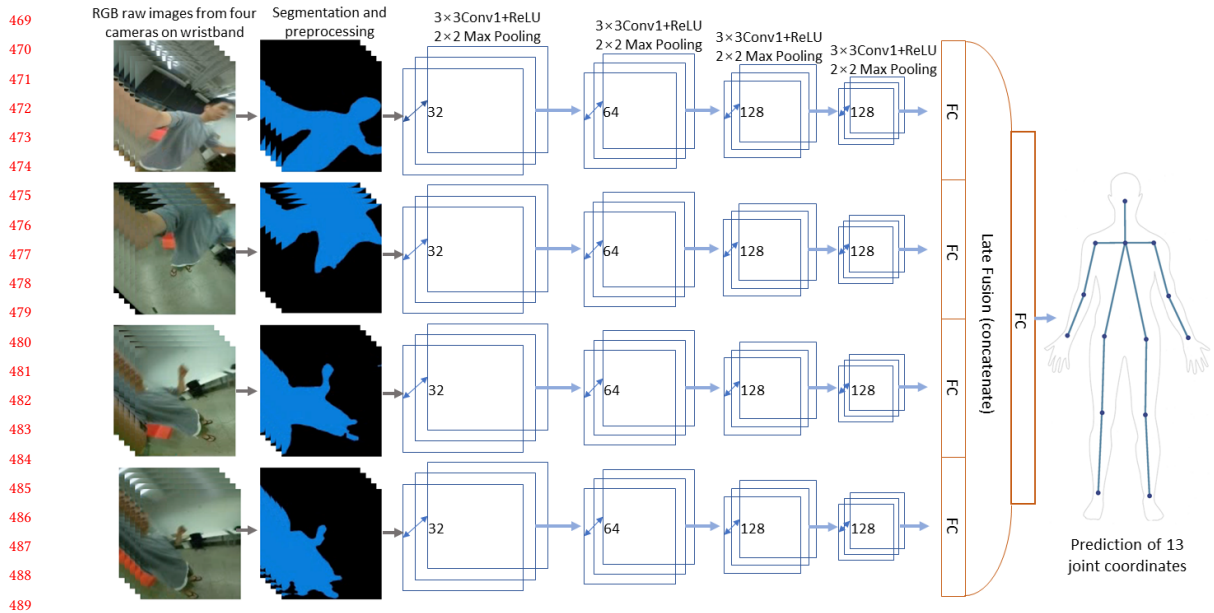 469
470
471
472
473
474
475
476
477
478
479
480
481
482
483
484
485
486
487
488
489
RGB raw images from four
cameras on wristband
Segmentation and
preprocessing
3×3Conv1+ReLU
2×2 Max Pooling
3×3Conv1+ReLU
2×2 Max Pooling
3×3Conv1+ReLU
2×2 Max Pooling
3×3Conv1+ReLU
2×2 Max Pooling
32
64
128
128
FC
32
64
128
128
FC
32
64
128
128
FC
32
64
128
128
FC
Late Fusion (concatenate)
FC
Prediction of 13
joint coordinates